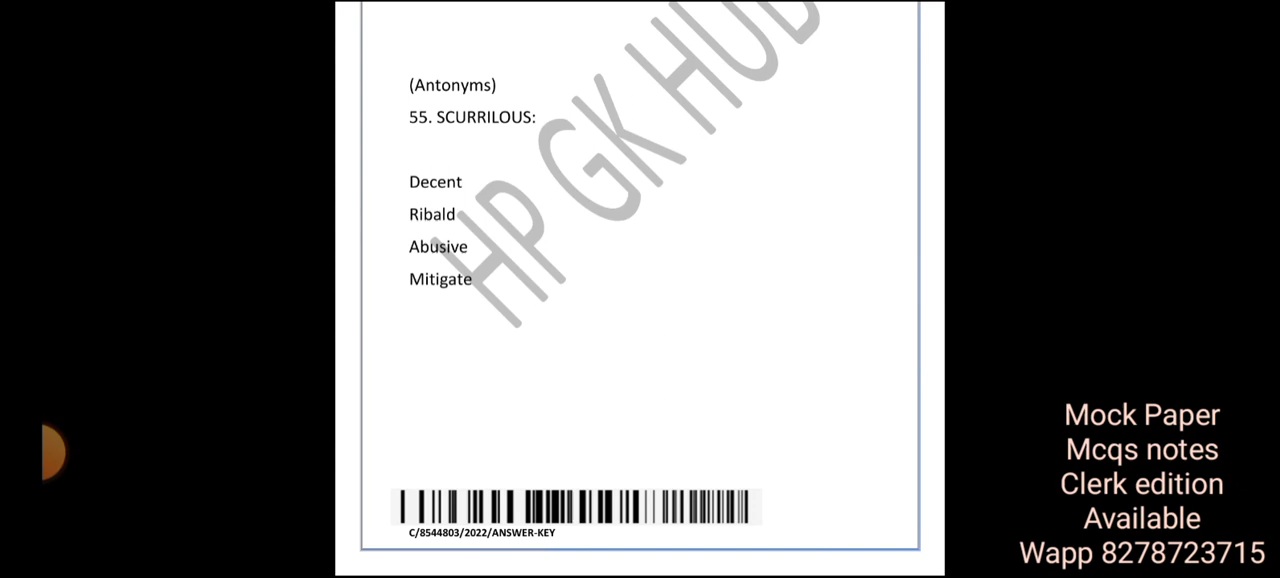 HP GK HUB
(Antonyms)
55. SCURRILOUS:
Decent
Ribald
Abusive
Mitigate
C/8544803/2022/ANSWER-KEY
Mock Paper
Mcqs notes
Clerk edition
Available
Wapp 8278723715